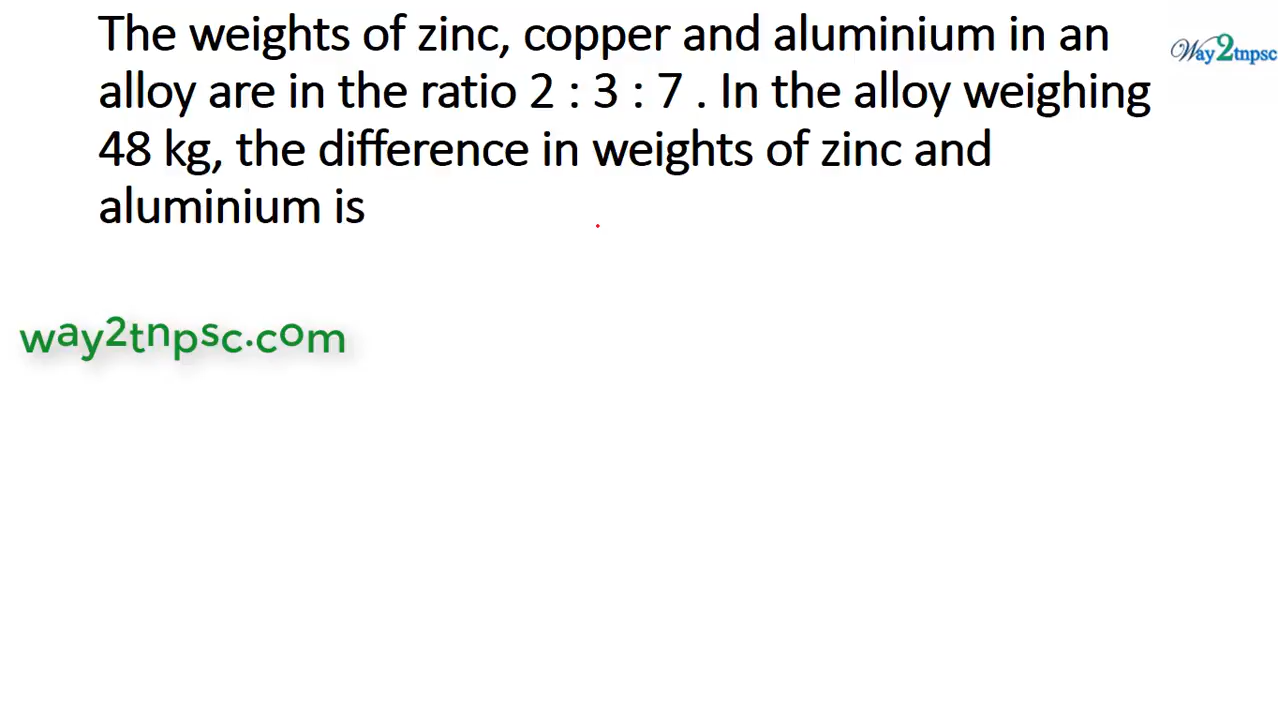 The weights of zinc, copper and aluminium in an
alloy are in the ratio 2 : 3 : 7 . In the alloy weighing
48 kg, the difference in weights of zinc and
aluminium is
Way2tnpsc
way2tnpsc.com